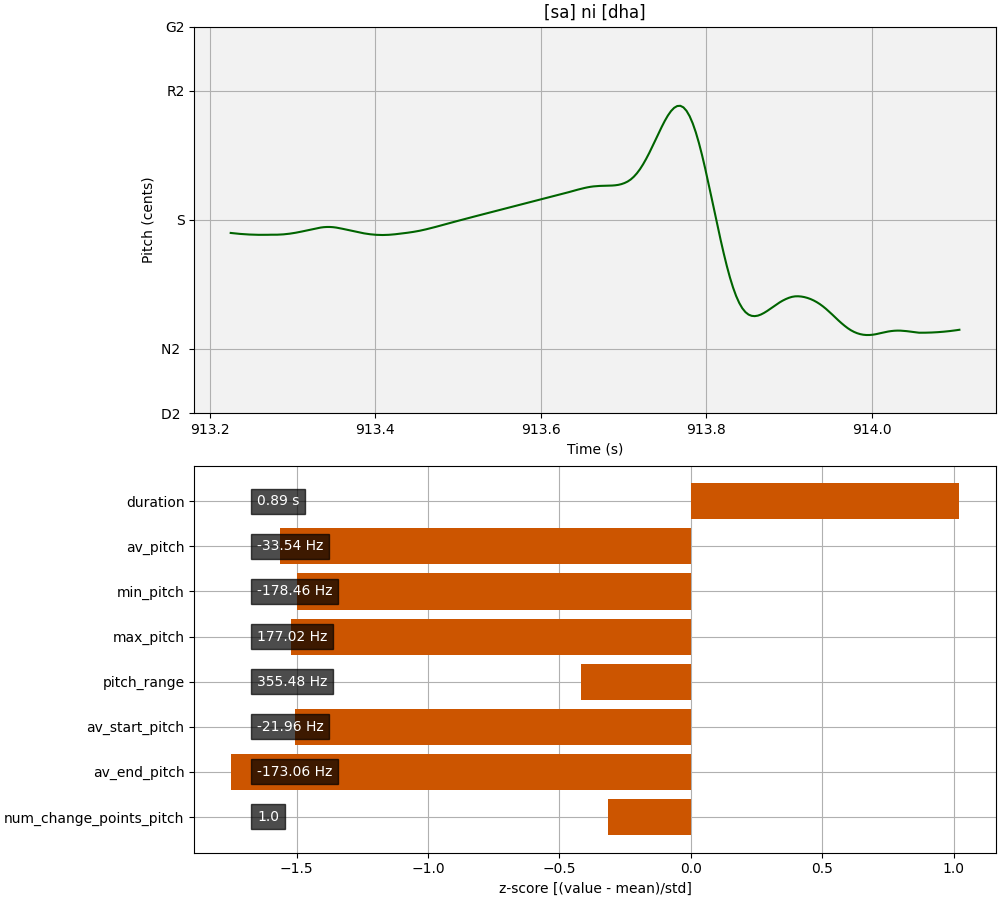 [sa] ni [dha]
G2
R2
S
N2
D2
Pitch (cents)
913.2 913.4 913.6 913.8 914.0
Time (s)
duration 0.89 s
av_pitch -33.54 Hz
min_pitch -178.46 Hz
max_pitch 177.02 Hz
pitch_range 355.48 Hz
av_start_pitch -21.96 Hz
av_end_pitch -173.06 Hz
num_change_points_pitch 1.0
−1.5 −1.0 −0.5 0.0 0.5 1.0
z-score [(value - mean)/std]